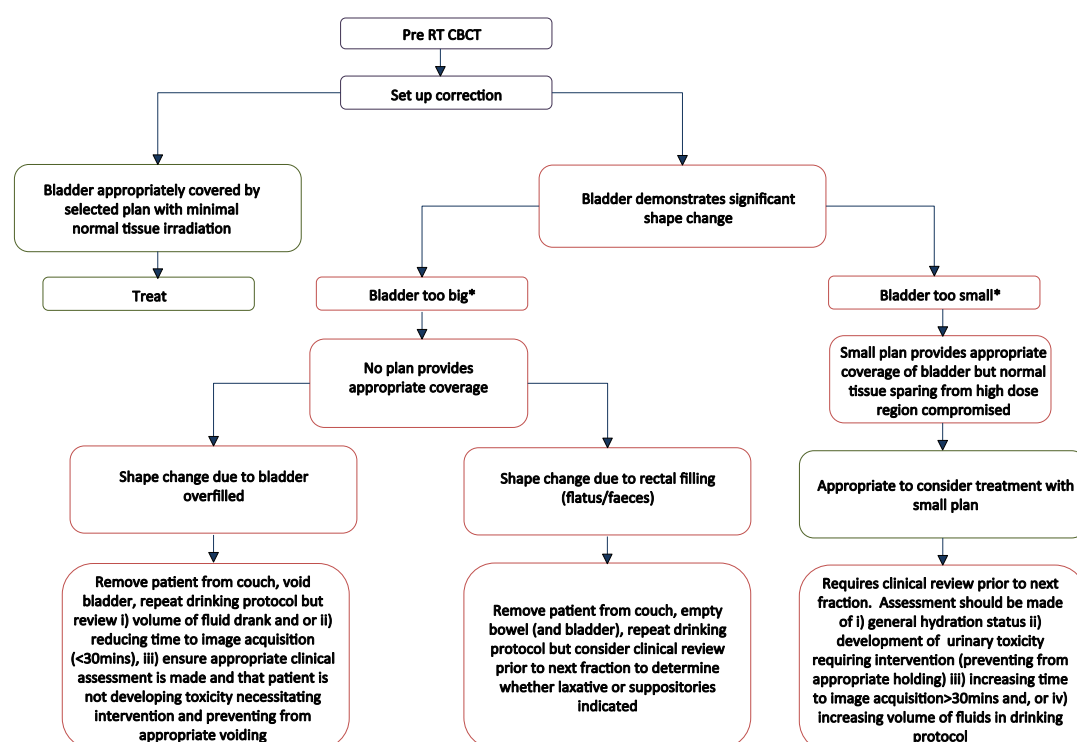 Pre RT CBCT
Set up correction
Bladder appropriately covered by
selected plan with minimal
normal tissue irradiation
Treat
Bladder demonstrates significant
shape change
Bladder too big*
Bladder too small*
No plan provides
appropriate coverage
Small plan provides appropriate
coverage of bladder but normal
tissue sparing from high dose
region compromised
Shape change due to bladder
overfilled
Shape change due to rectal filling
(flatus/faeces)
Appropriate to consider treatment with
small plan
Remove patient from couch, void
bladder, repeat drinking protocol but
review i) volume of fluid drank and or ii)
reducing time to image acquisition
(<30mins), iii) ensure appropriate clinical
assessment is made and that patient is
not developing toxicity necessitating
intervention and preventing from
appropriate voiding
Remove patient from couch, empty
bowel (and bladder), repeat drinking
protocol but consider clinical review
prior to next fraction to determine
whether laxative or suppositories
indicated
Requires clinical review prior to next
fraction. Assessment should be made
of i) general hydration status ii)
development of urinary toxicity
requiring intervention (preventing from
appropriate holding) iii) increasing time
to image acquisition>30mins and, or iv)
increasing volume of fluids in drinking
protocol